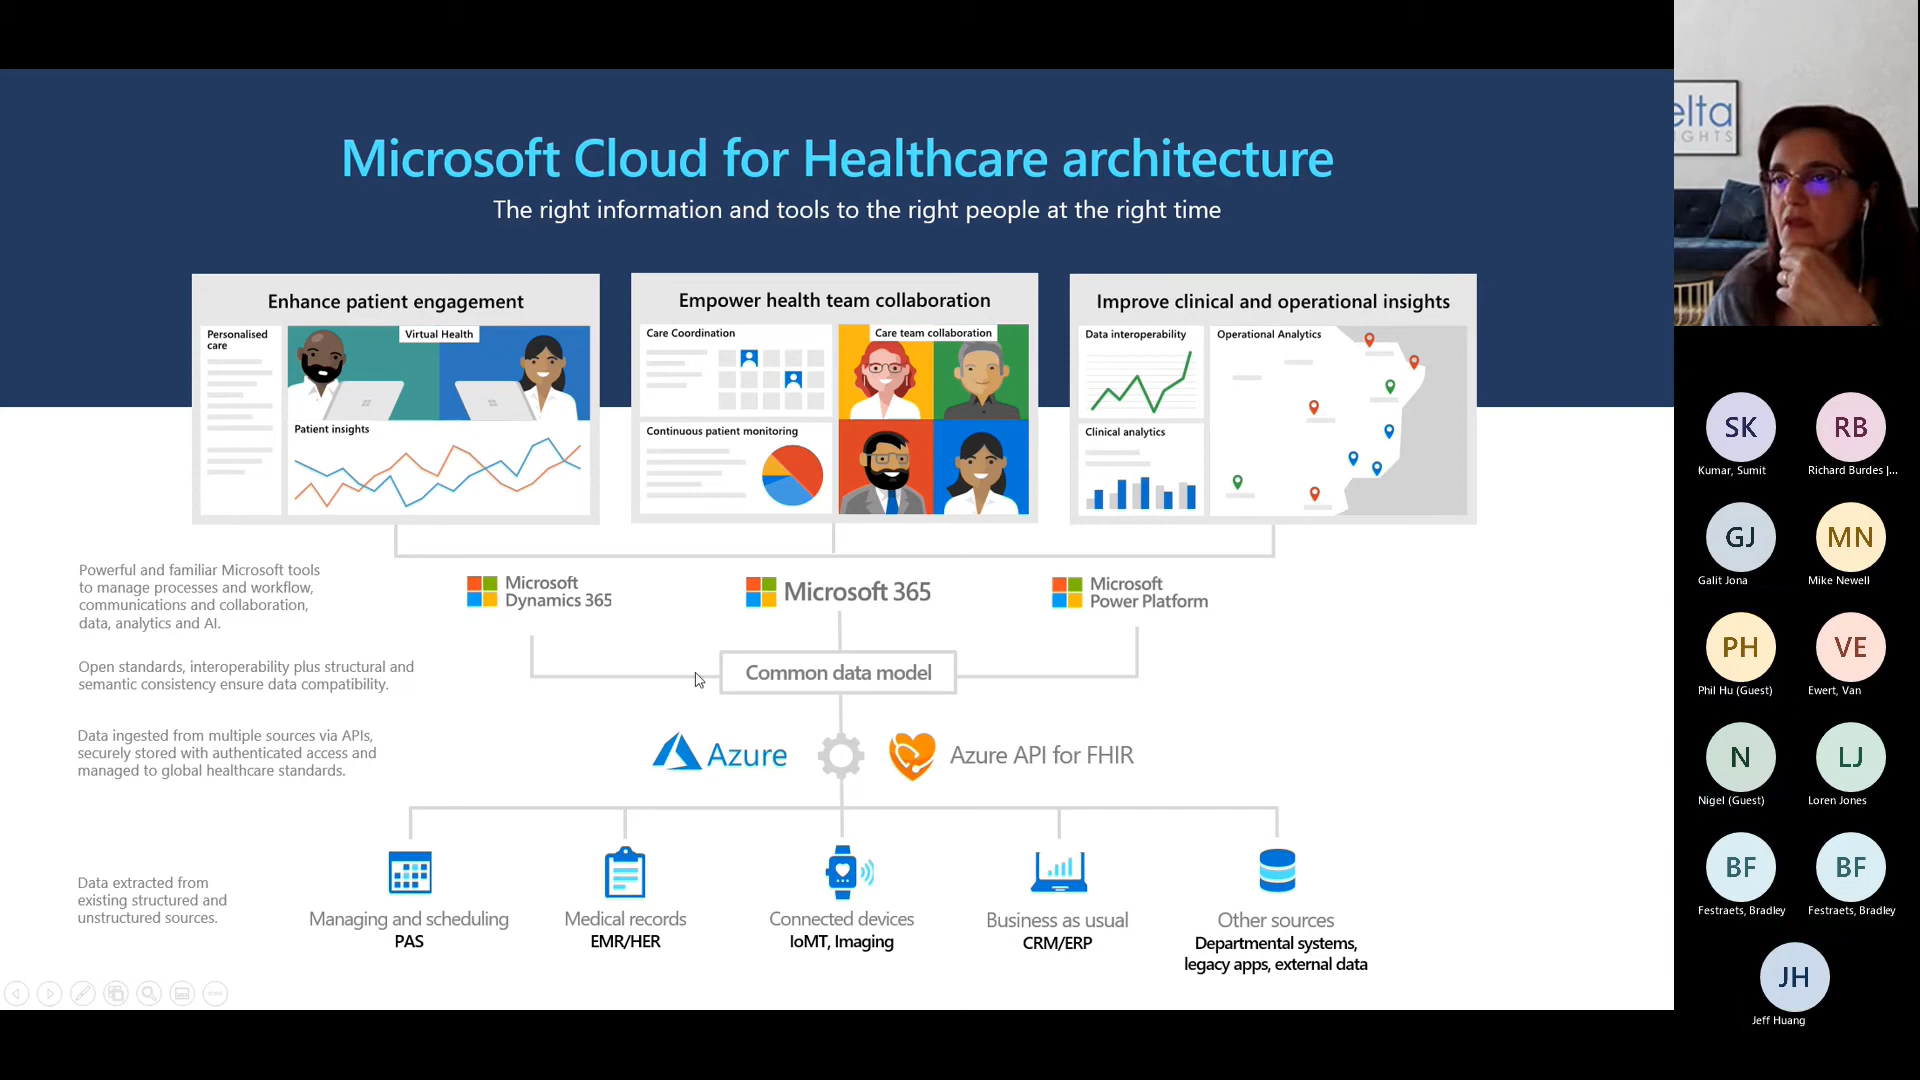 Microsoft Cloud for Healthcare architecture
The right information and tools to the right people at the right time
Enhance patient engagement
Personalised
care
Virtual Health
Patient insights
Empower health team collaboration
Care Coordination
Care team collaboration
Continuous patient monitoring
Improve clinical and operational insights
Data interoperability
Operational Analytics
Clinical analytics
Powerful and familiar Microsoft tools
to manage processes and workflow,
communications and collaboration,
data, analytics and AI.
Microsoft
Dynamics 365
Microsoft 365
Microsoft
Power Platform
Open standards, interoperability plus structural and
semantic consistency ensure data compatibility.
Common data model
Data ingested from multiple sources via APIs,
securely stored with authenticated access and
managed to global healthcare standards.
Azure
Azure API for FHIR
Data extracted from
existing structured and
unstructured sources.
Managing and scheduling
PAS
Medical records
EMR/HER
Connected devices
IoMT, Imaging
Business as usual
CRM/ERP
Other sources
Departmental systems,
legacy apps, external data
elta
IGHTS
SK
Kumar, Sumit
RB
Richard Burdes |...
GJ
Galit Jona
MN
Mike Newell
PH
Phil Hu (Guest)
VE
Ewert, Van
N
Nigel (Guest)
LJ
Loren Jones
BF
Festraets, Bradley
BF
Festraets, Bradley
JH
Jeff Huang